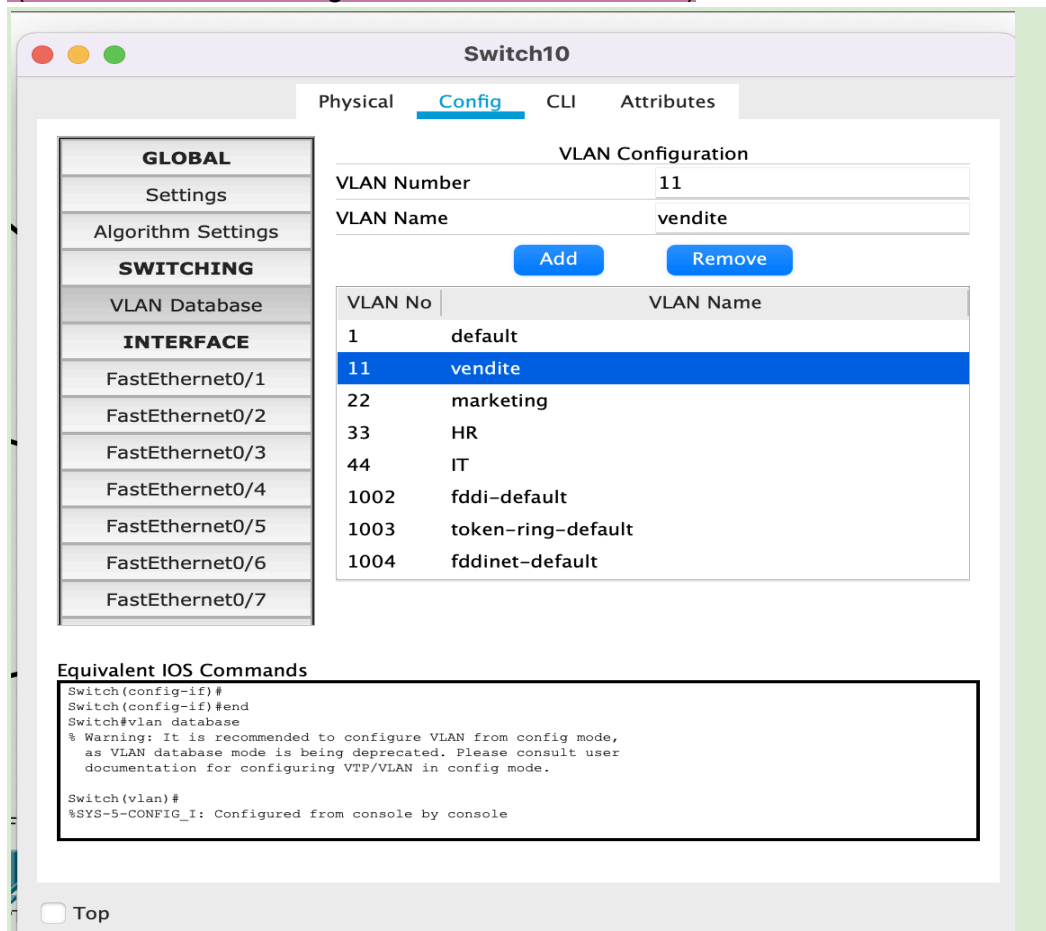 Switch10
Physical Config CLI Attributes
GLOBAL
Settings
Algorithm Settings
SWITCHING
VLAN Database
INTERFACE
FastEthernet0/1
FastEthernet0/2
FastEthernet0/3
FastEthernet0/4
FastEthernet0/5
FastEthernet0/6
FastEthernet0/7
VLAN Configuration
VLAN Number 11
VLAN Name vendite
Add Remove
VLAN No VLAN Name
1 default
11 vendite
22 marketing
33 HR
44 IT
1002 fddi-default
1003 token-ring-default
1004 fddinet-default
Equivalent IOS Commands
Switch(config-if)#
Switch(config-if)#end
Switch#vlan database
% Warning: It is recommended to configure VLAN from config mode,
as VLAN database mode is being deprecated. Please consult user
documentation for configuring VTP/VLAN in config mode.
Switch(vlan)#
%SYS-5-CONFIG_I: Configured from console by console
Top